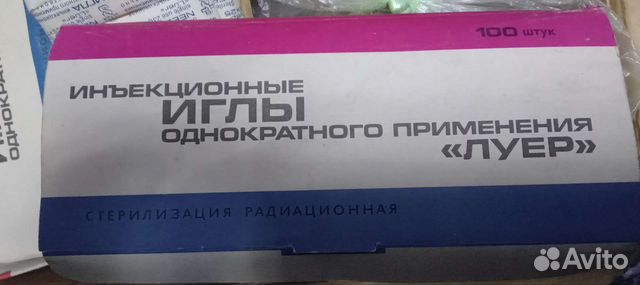 100 штук
ИНЪЕКЦИОННЫЕ
ИГЛЫ
ОДНОКРАТНОГО ПРИМЕНЕНИЯ
«ЛУЕР»
СТЕРИЛИЗАЦИЯ РАДИАЦИОННАЯ
Avito